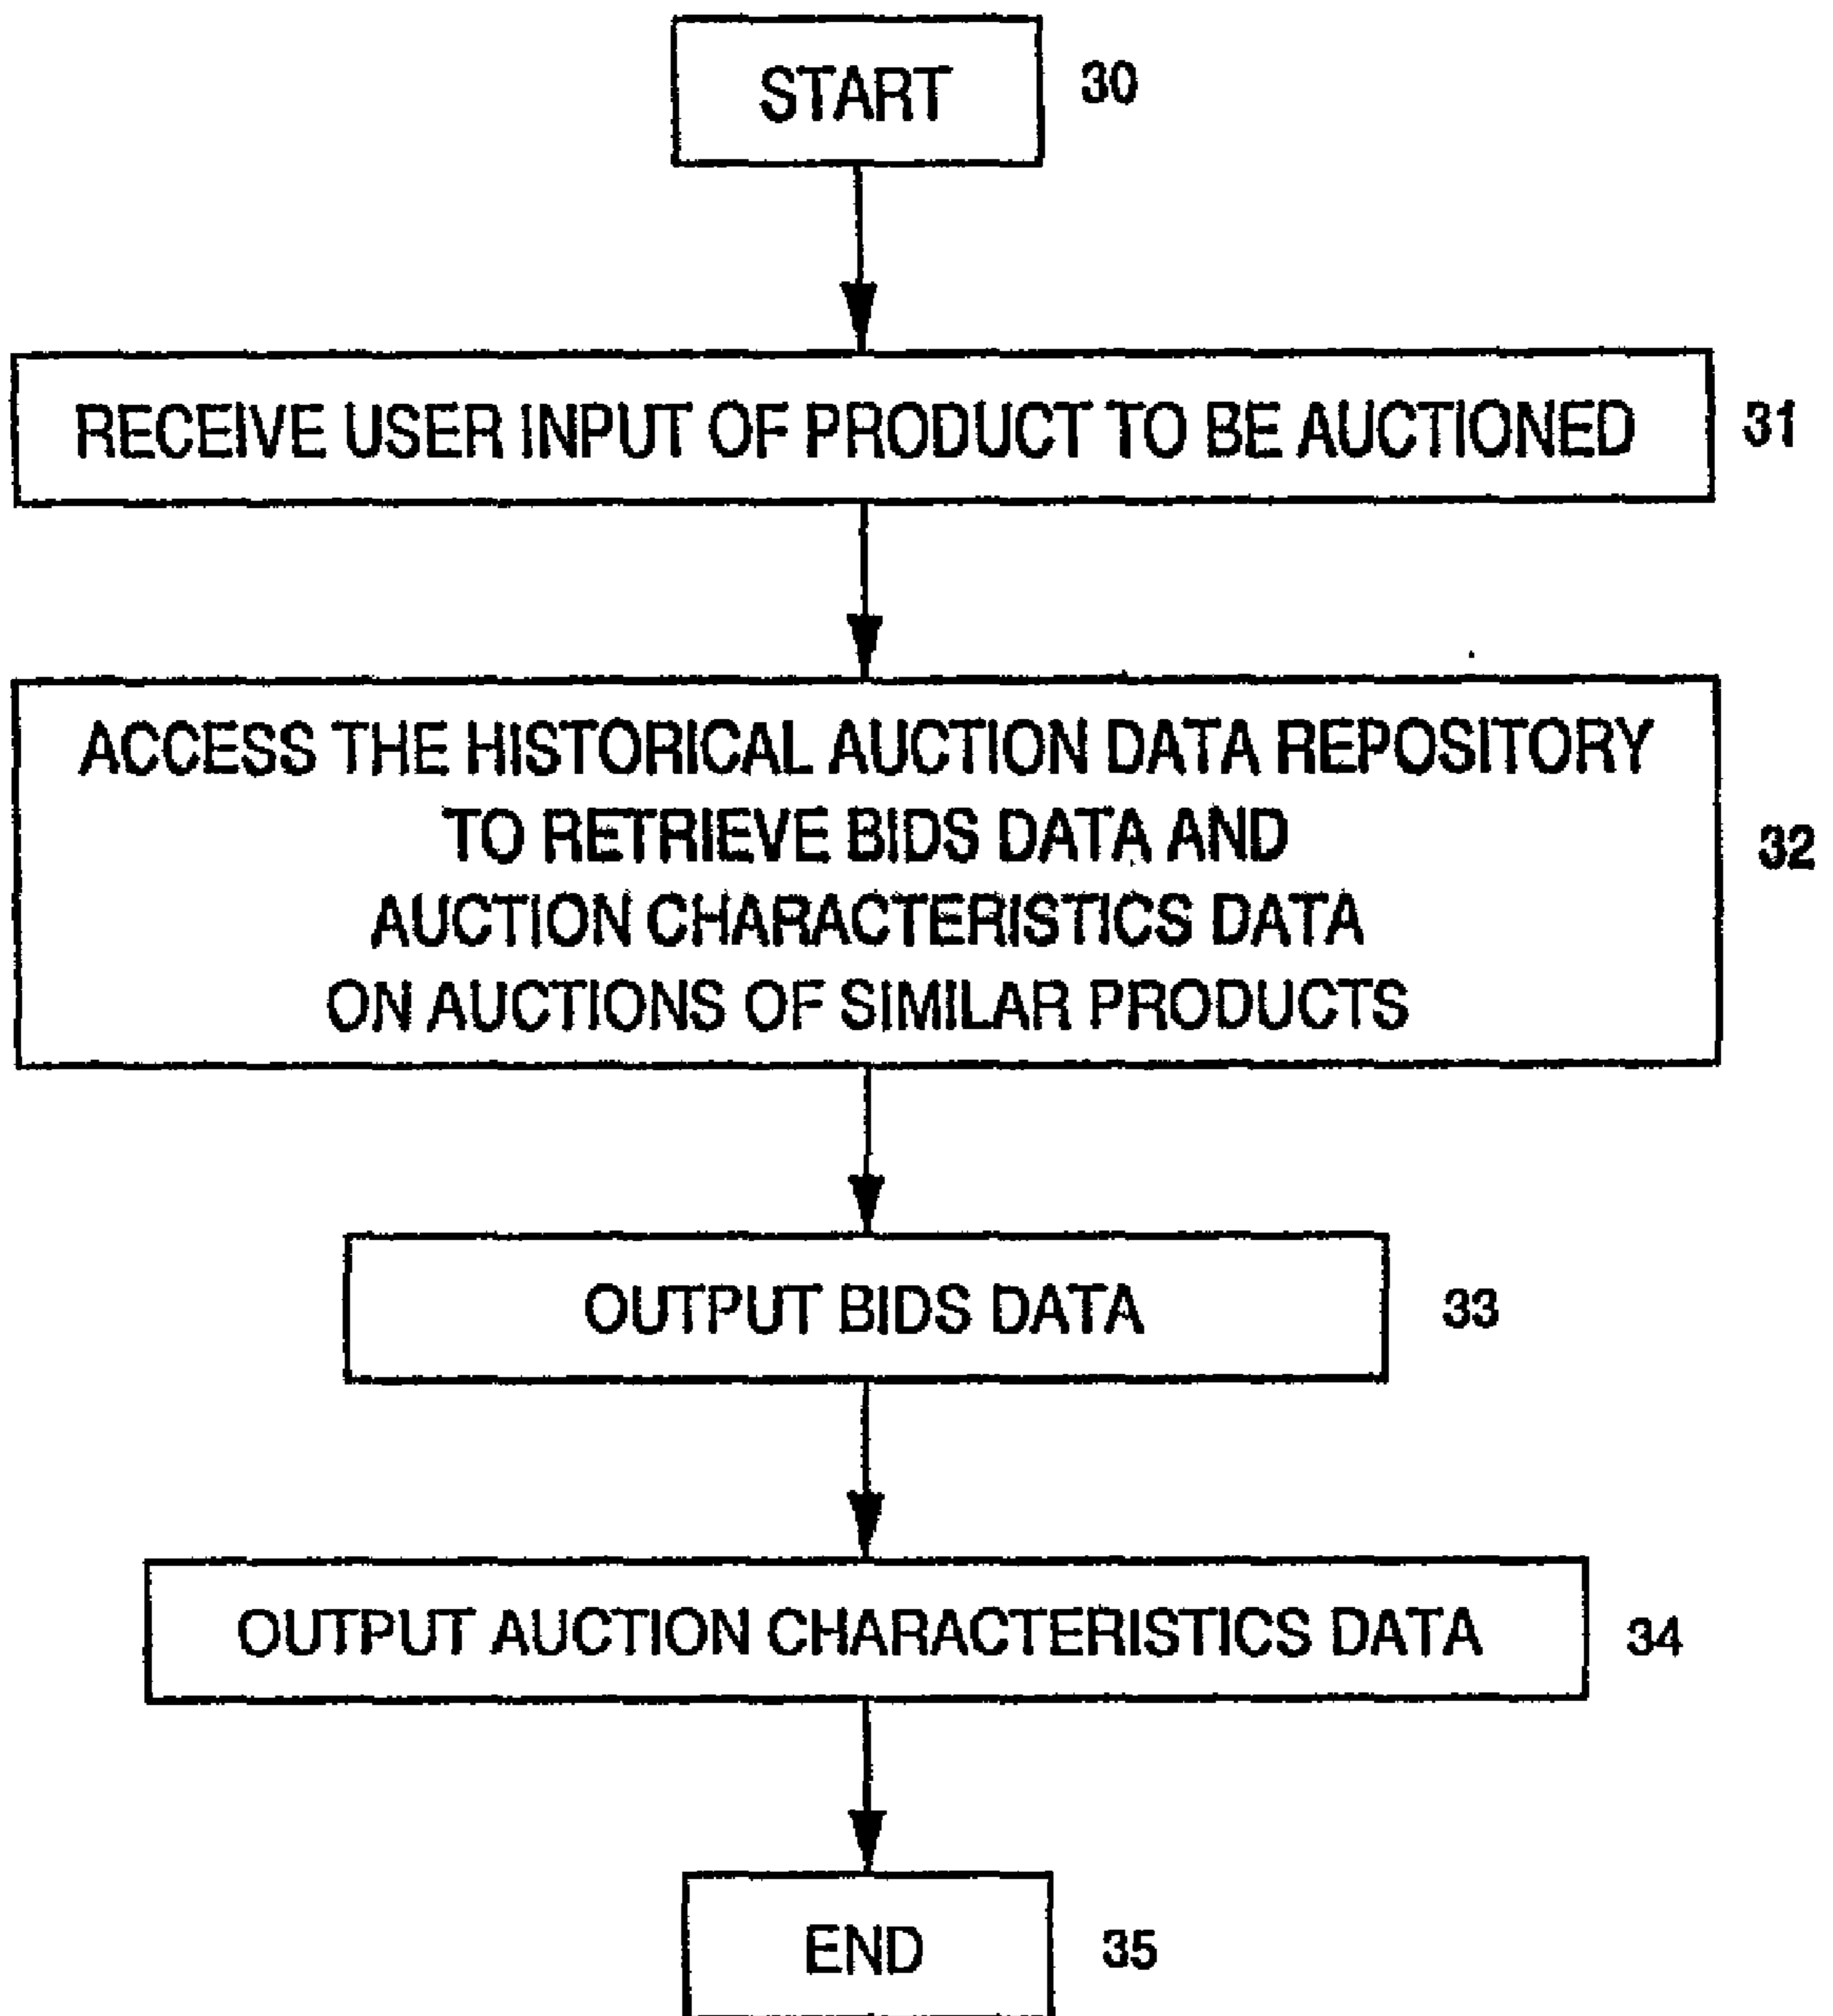 START
30
RECEIVE USER INPUT OF PRODUCT TO BE AUCTIONED
31
ACCESS THE HISTORICAL AUCTION DATA REPOSITORY
TO RETRIEVE BIDS DATA AND
AUCTION CHARACTERISTICS DATA
ON AUCTIONS OF SIMILAR PRODUCTS
32
OUTPUT BIDS DATA
33
OUTPUT AUCTION CHARACTERISTICS DATA
34
END
35